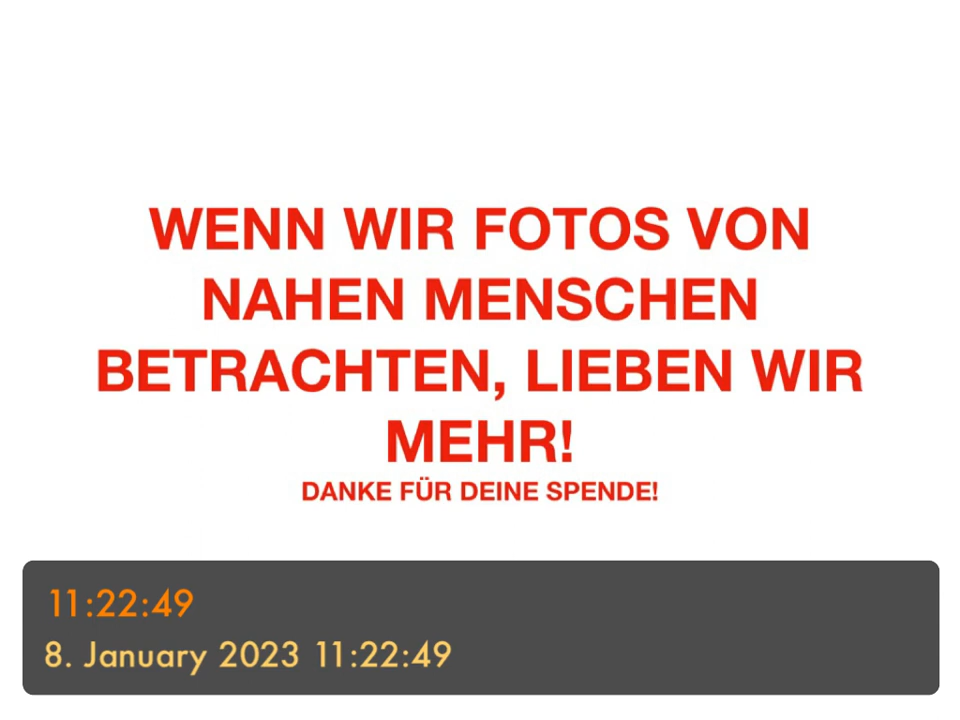 WENN WIR FOTOS VON
NAHEN MENSCHEN
BETRACHTEN, LIEBEN WIR
MEHR!
DANKE FÜR DEINE SPENDE!
11:22:49
8. January 2023 11:22:49